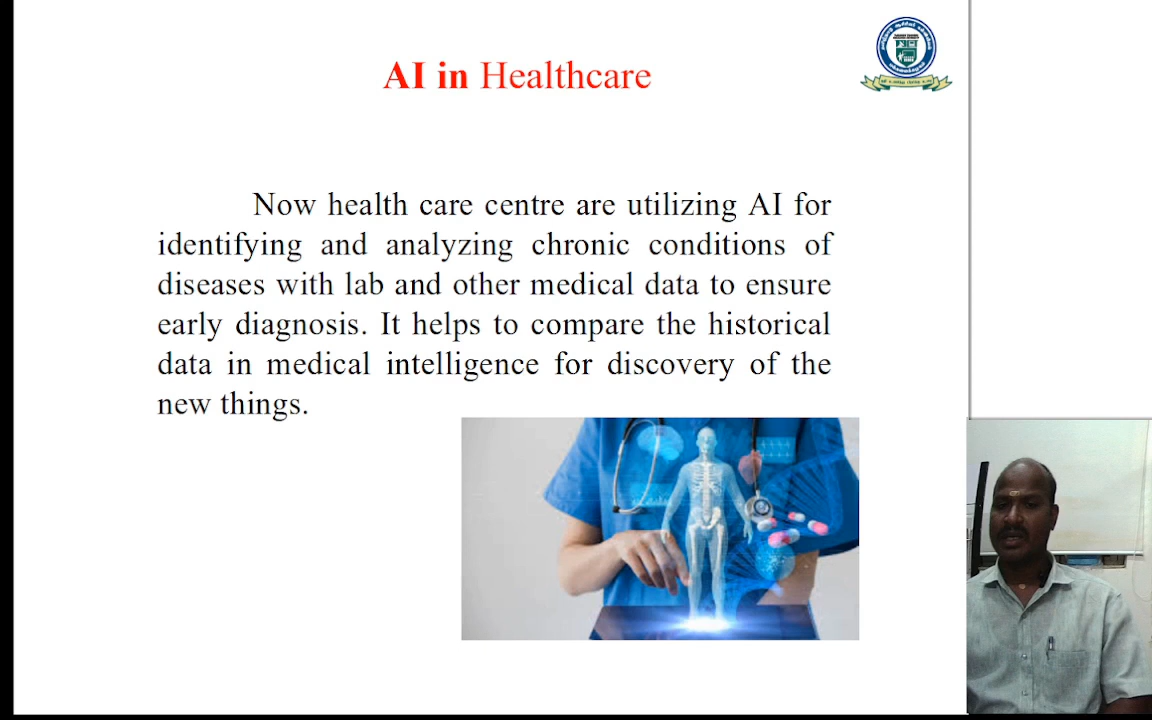 AI in Healthcare
Now health care centre are utilizing AI for
identifying and analyzing chronic conditions of
diseases with lab and other medical data to ensure
early diagnosis. It helps to compare the historical
data in medical intelligence for discovery of the
new things.